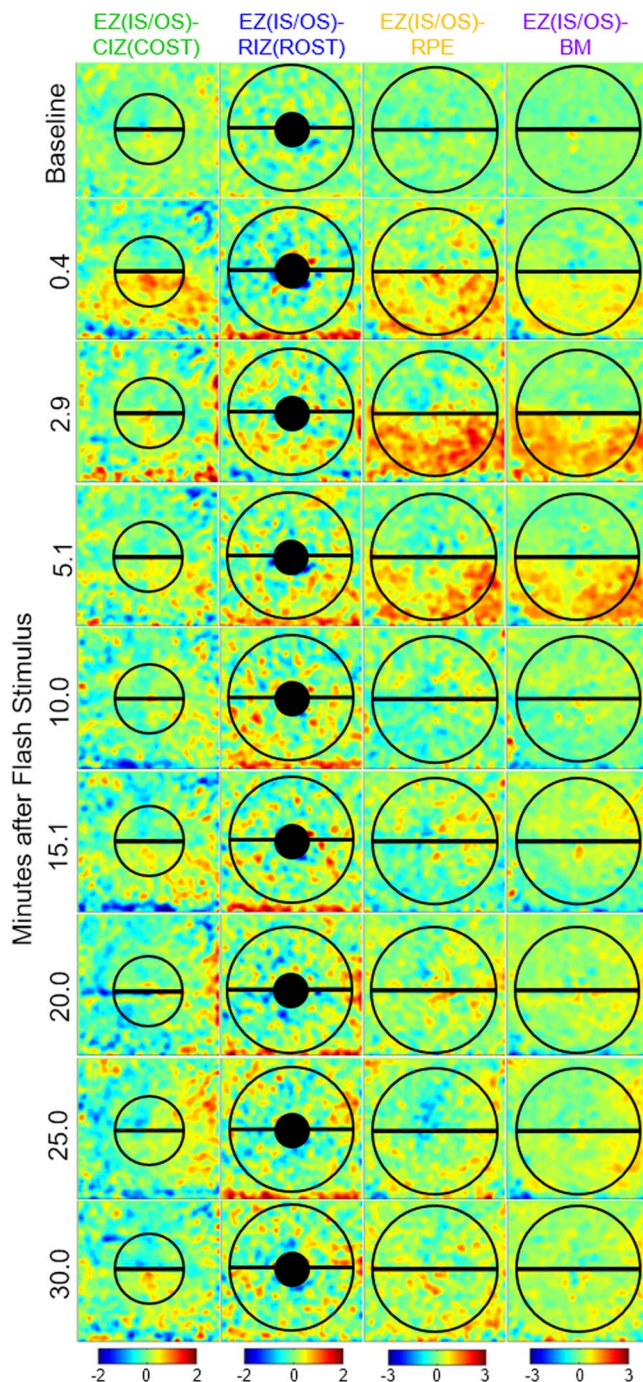 EZ(IS/OS)- EZ(IS/OS)- EZ(IS/OS)- EZ(IS/OS)-
CIZ(COST) RIZ(ROST) RPE BM
Minutes after Flash Stimulus
Baseline
0.4
2.9
5.1
10.0
15.1
20.0
25.0
30.0
-2 0 2 -2 0 2 -3 0 3 -3 0 3